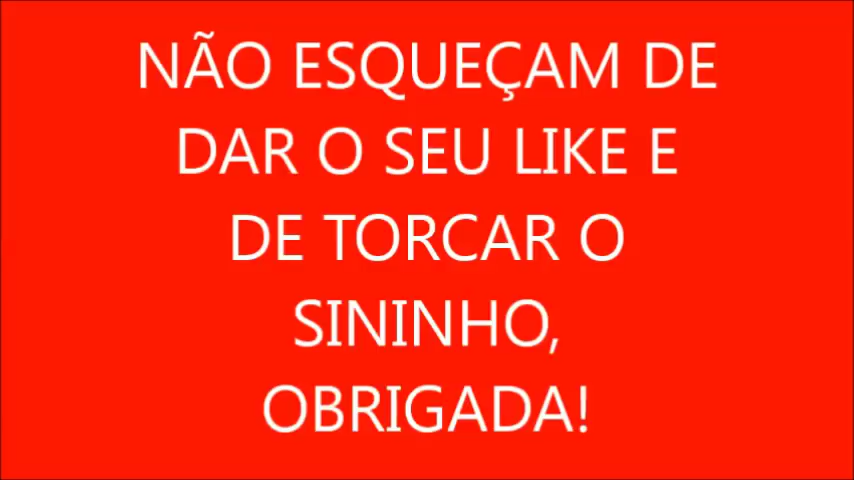 NÃO ESQUEÇAM DE
DAR O SEU LIKE E
DE TORCAR O
SININHO,
OBRIGADA!